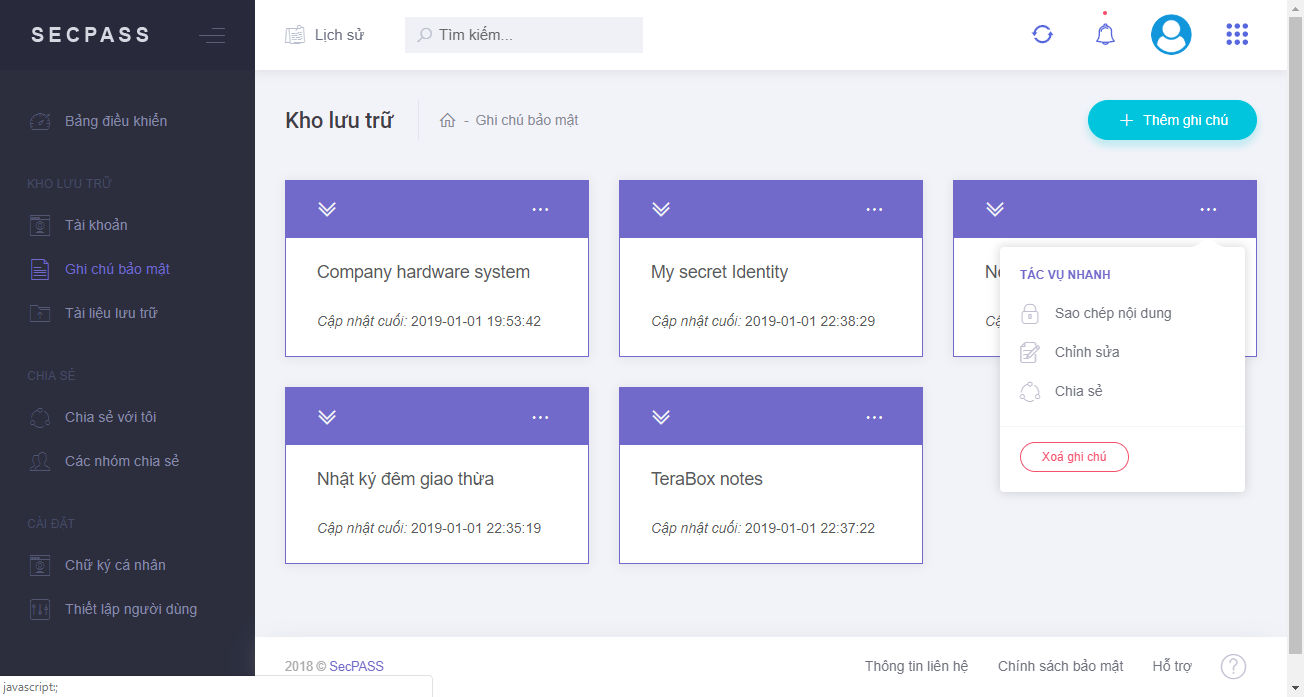 SECPASS
Lịch sử
Tìm kiếm...
Bảng điều khiển
KHO LƯU TRỮ
Tài khoản
Ghi chú bảo mật
Tài liệu lưu trữ
CHIA SẺ
Chia sẻ với tôi
Các nhóm chia sẻ
CÀI ĐẶT
Chữ ký cá nhân
Thiết lập người dùng
Kho lưu trữ
- Ghi chú bảo mật
Thêm ghi chú
Company hardware system
Cập nhật cuối: 2019-01-01 19:53:42
My secret Identity
Cập nhật cuối: 2019-01-01 22:38:29
TÁC VỤ NHANH
Sao chép nội dung
Chỉnh sửa
Chia sẻ
Xoá ghi chú
Nhật ký đêm giao thừa
Cập nhật cuối: 2019-01-01 22:35:19
TeraBox notes
Cập nhật cuối: 2019-01-01 22:37:22
2018 © SecPASS
Thông tin liên hệ
Chính sách bảo mật
Hỗ trợ
?
javascript:;